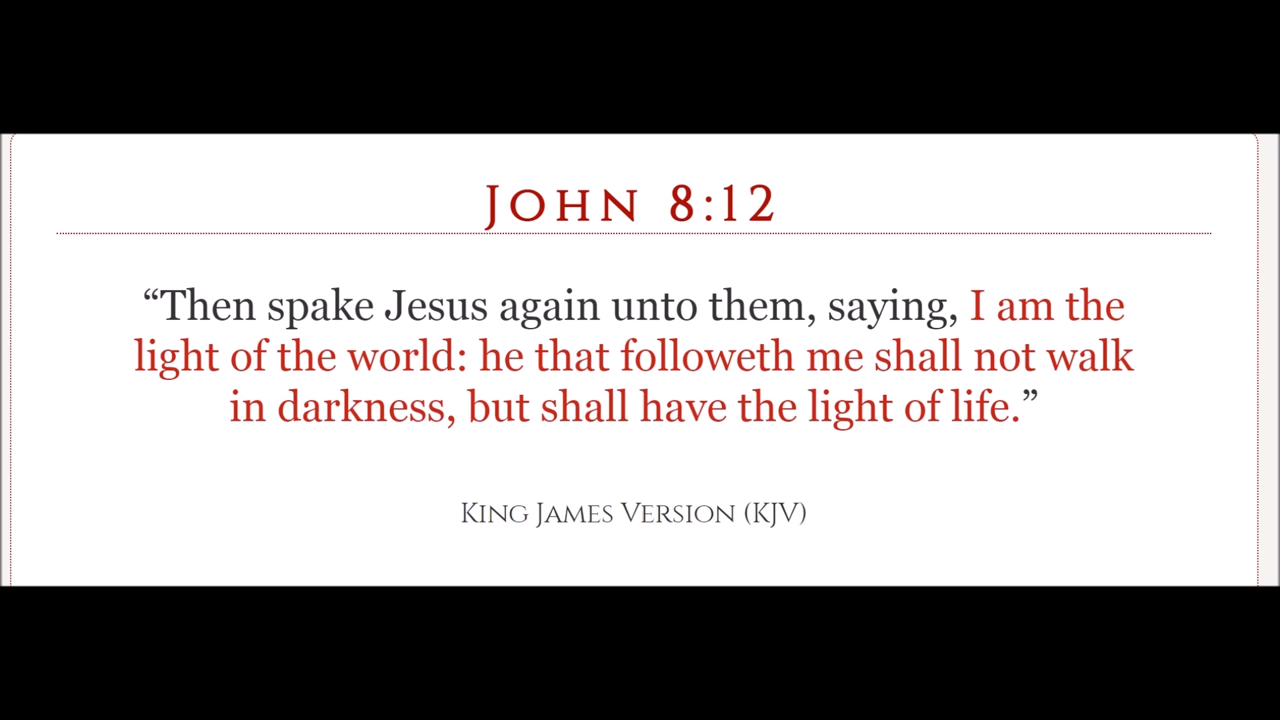 John 8:12
“Then spake Jesus again unto them, saying, I am the
light of the world: he that followeth me shall not walk
in darkness, but shall have the light of life.”
King James Version (KJV)